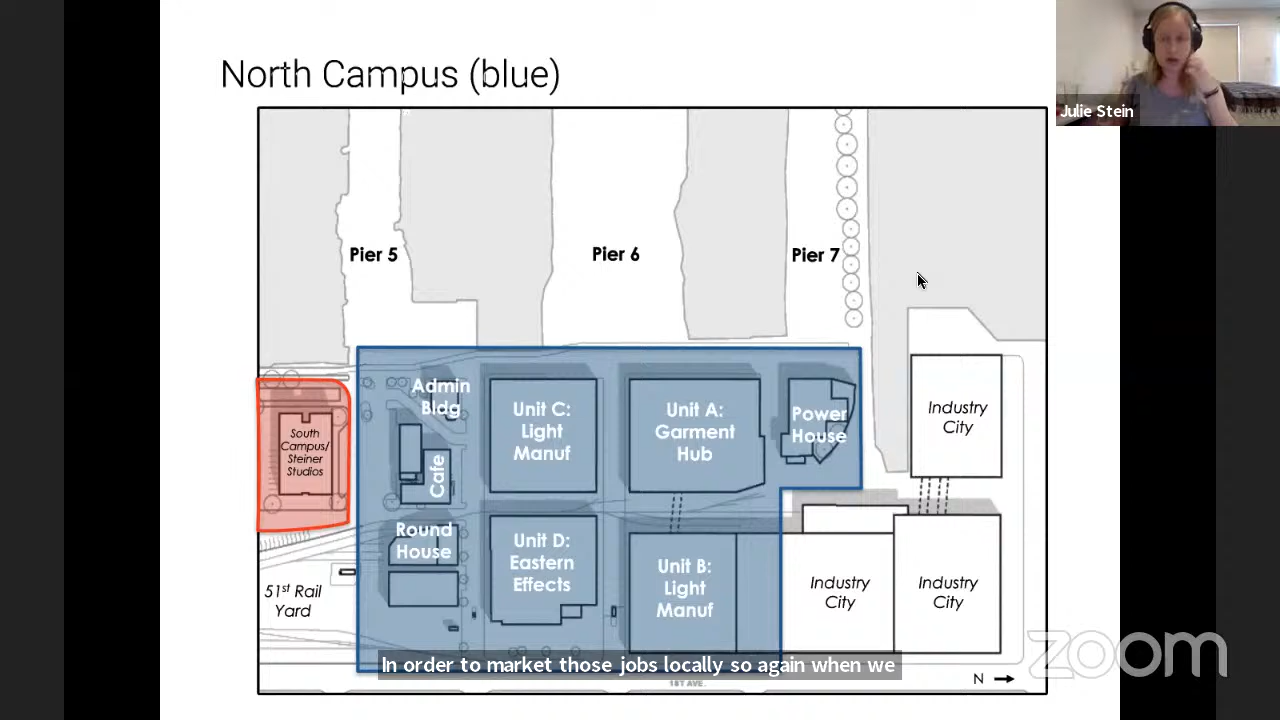 North Campus (blue)
Julie Stein
Pier 5
Pier 6
Pier 7
Admin
Bldg
Unit C:
Light
Manuf
Unit A:
Garment
Hub
Power
House
Industry
City
South
Campus/
Steiner
Studios
Cafe
Round
House
Unit D:
Eastern
Effects
Unit B:
Light
Manuf
Industry
City
Industry
City
51st Rail
Yard
In order to market those jobs locally so again when we
1ST AVE.
N
zoom